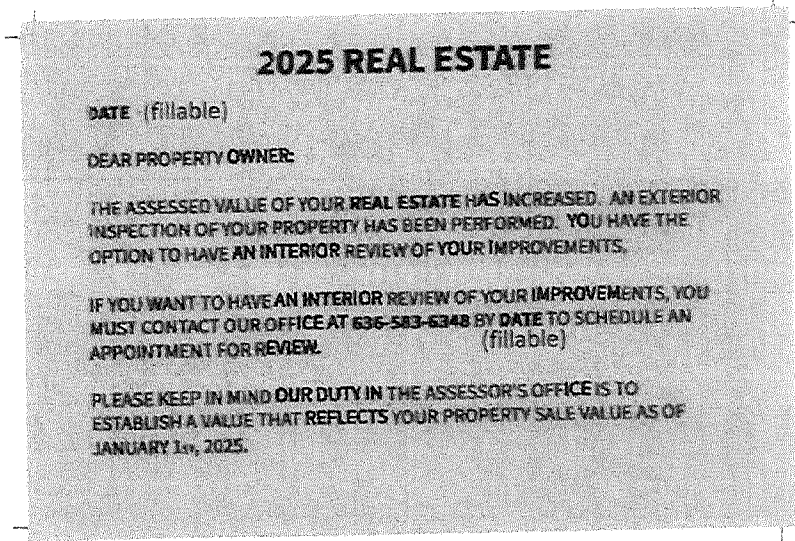 2025 REAL ESTATE
DATE (fillable)
DEAR PROPERTY OWNER:
THE ASSESSED VALUE OF YOUR REAL ESTATE HAS INCREASED. AN EXTERIOR
INSPECTION OF YOUR PROPERTY HAS BEEN PERFORMED. YOU HAVE THE
OPTION TO HAVE AN INTERIOR REVIEW OF YOUR IMPROVEMENTS.
IF YOU WANT TO HAVE AN INTERIOR REVIEW OF YOUR IMPROVEMENTS, YOU
MUST CONTACT OUR OFFICE AT 636-583-6348 BY DATE TO SCHEDULE AN
(fillable)
APPOINTMENT FOR REVIEW.
PLEASE KEEP IN MIND OUR DUTY IN THE ASSESSOR'S OFFICE IS TO
ESTABLISH A VALUE THAT REFLECTS YOUR PROPERTY SALE VALUE AS OF
JANUARY 1ST, 2025.